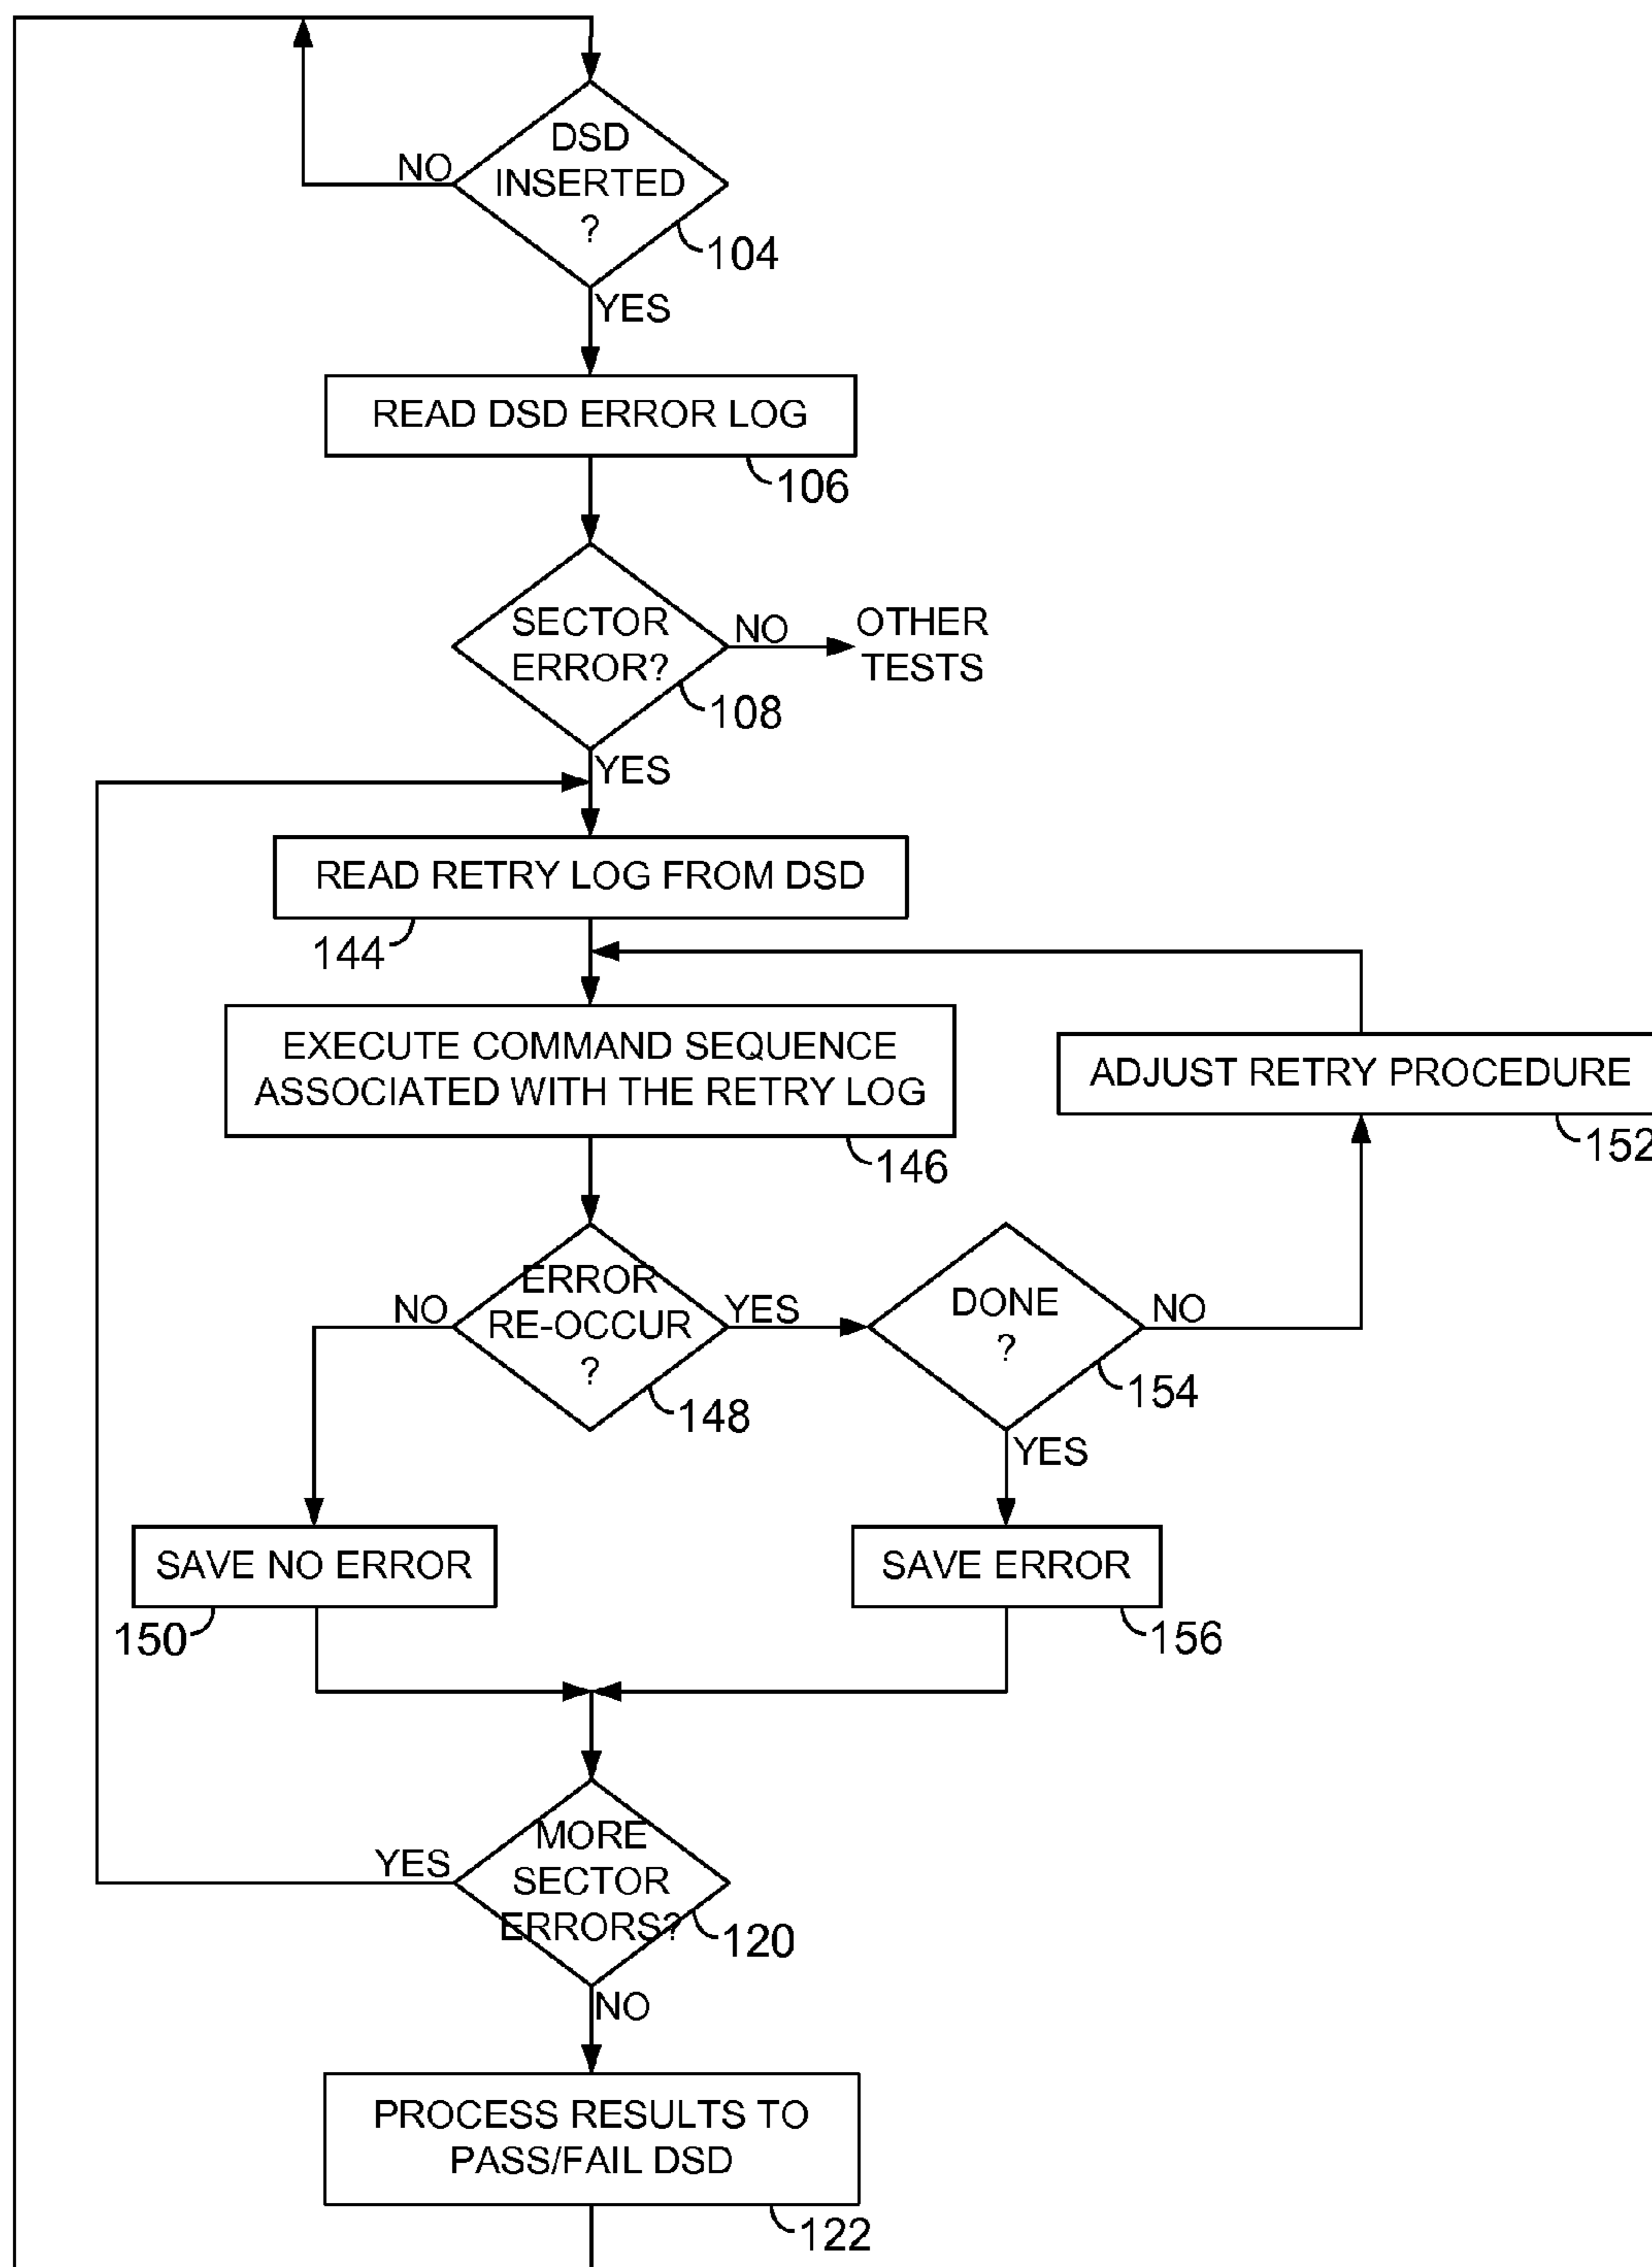 DSD
INSERTED
?
NO
104
YES
READ DSD ERROR LOG
106
SECTOR
ERROR?
NO
OTHER
TESTS
108
YES
READ RETRY LOG FROM DSD
144
EXECUTE COMMAND SEQUENCE
ASSOCIATED WITH THE RETRY LOG
146
ADJUST RETRY PROCEDURE
152
ERROR
RE-OCCUR
?
NO
YES
148
DONE
?
NO
154
YES
SAVE NO ERROR
150
SAVE ERROR
156
MORE
SECTOR
ERRORS?
YES
120
NO
PROCESS RESULTS TO
PASS/FAIL DSD
122